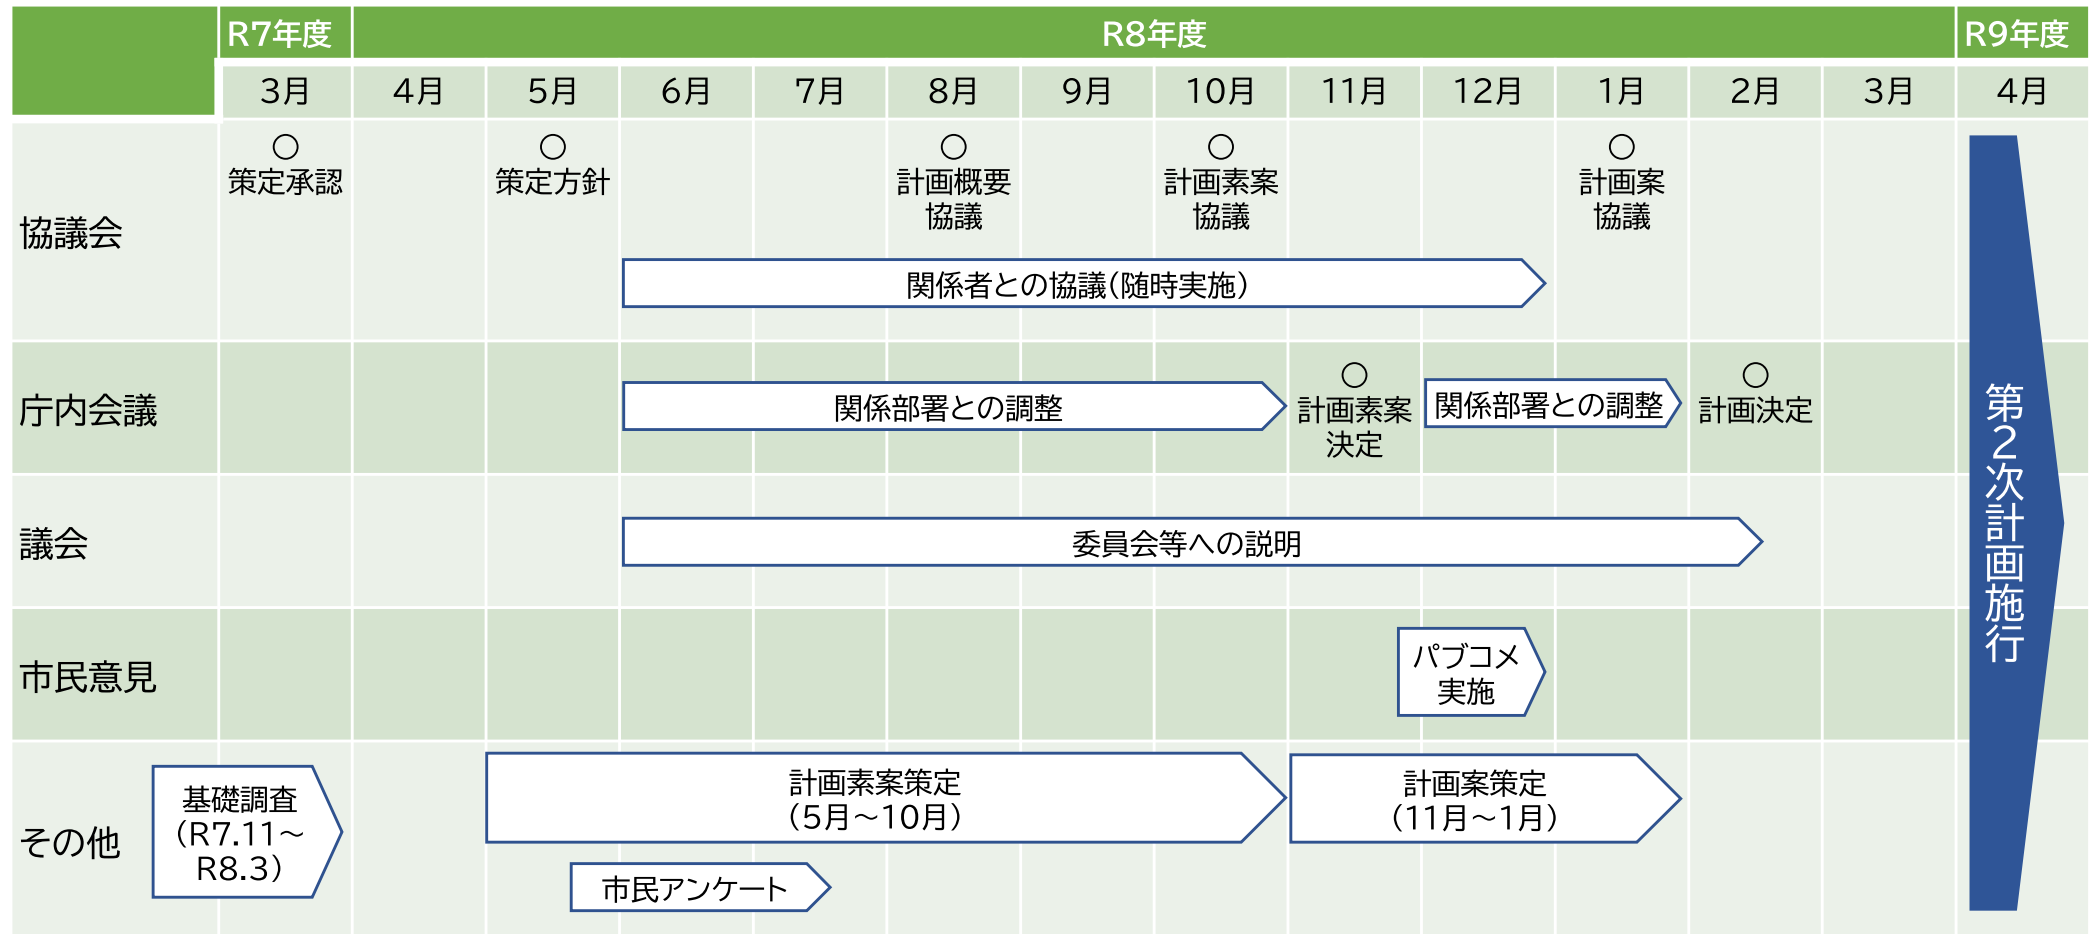 R7年度 R8年度 R9年度
3月 4月 5月 6月 7月 8月 9月 10月 11月 12月 1月 2月 3月 4月
協議会
○
策定承認
○
策定方針
○
計画概要
協議
○
計画素案
協議
○
計画案
協議
関係者との協議(随時実施)
庁内会議
関係部署との調整
○
計画素案
決定
関係部署との調整
○
計画決定
議会
委員会等への説明
市民意見
パブコメ
実施
その他
基礎調査
(R7.11～
R8.3)
計画素案策定
(5月～10月)
計画案策定
(11月～1月)
市民アンケート
第2次計画施行